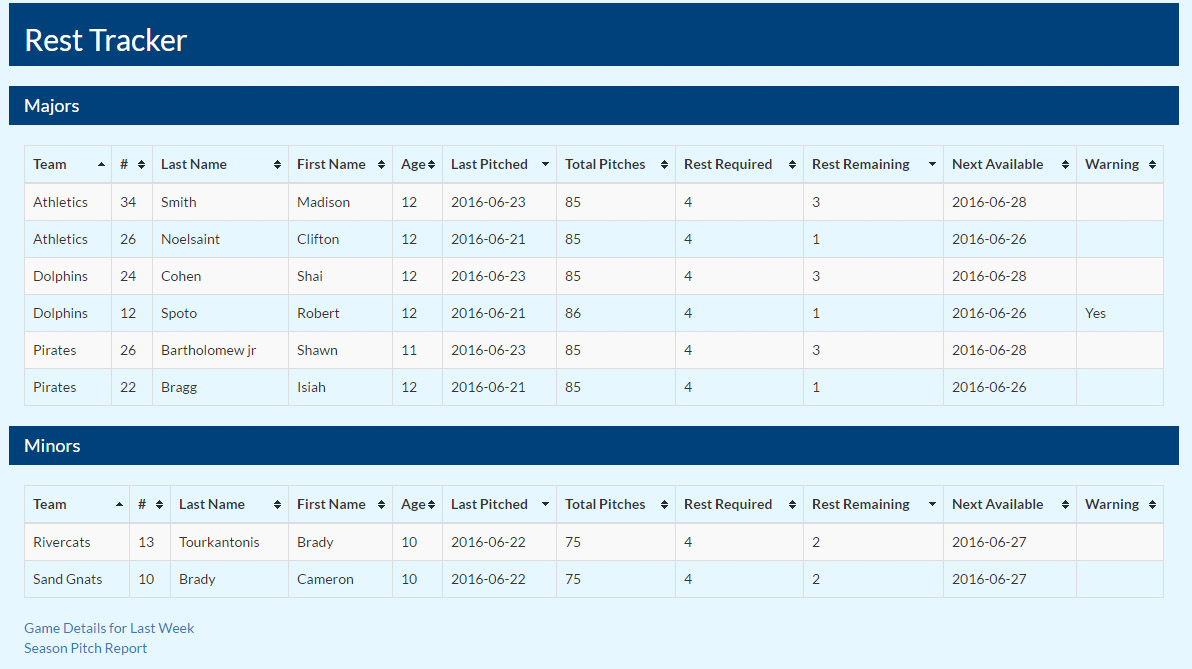 Rest Tracker
Majors
Team # Last Name First Name Age Last Pitched Total Pitches Rest Required Rest Remaining Next Available Warning
Athletics 34 Smith Madison 12 2016-06-23 85 4 3 2016-06-28
Athletics 26 Noelsaint Clifton 12 2016-06-21 85 4 1 2016-06-26
Dolphins 24 Cohen Shai 12 2016-06-23 85 4 3 2016-06-28
Dolphins 12 Spoto Robert 12 2016-06-21 86 4 1 2016-06-26 Yes
Pirates 26 Bartholomew jr Shawn 11 2016-06-23 85 4 3 2016-06-28
Pirates 22 Bragg Isiah 12 2016-06-21 85 4 1 2016-06-26
Minors
Team # Last Name First Name Age Last Pitched Total Pitches Rest Required Rest Remaining Next Available Warning
Rivercats 13 Tourkantonis Brady 10 2016-06-22 75 4 2 2016-06-27
Sand Gnats 10 Brady Cameron 10 2016-06-22 75 4 2 2016-06-27
Game Details for Last Week
Season Pitch Report